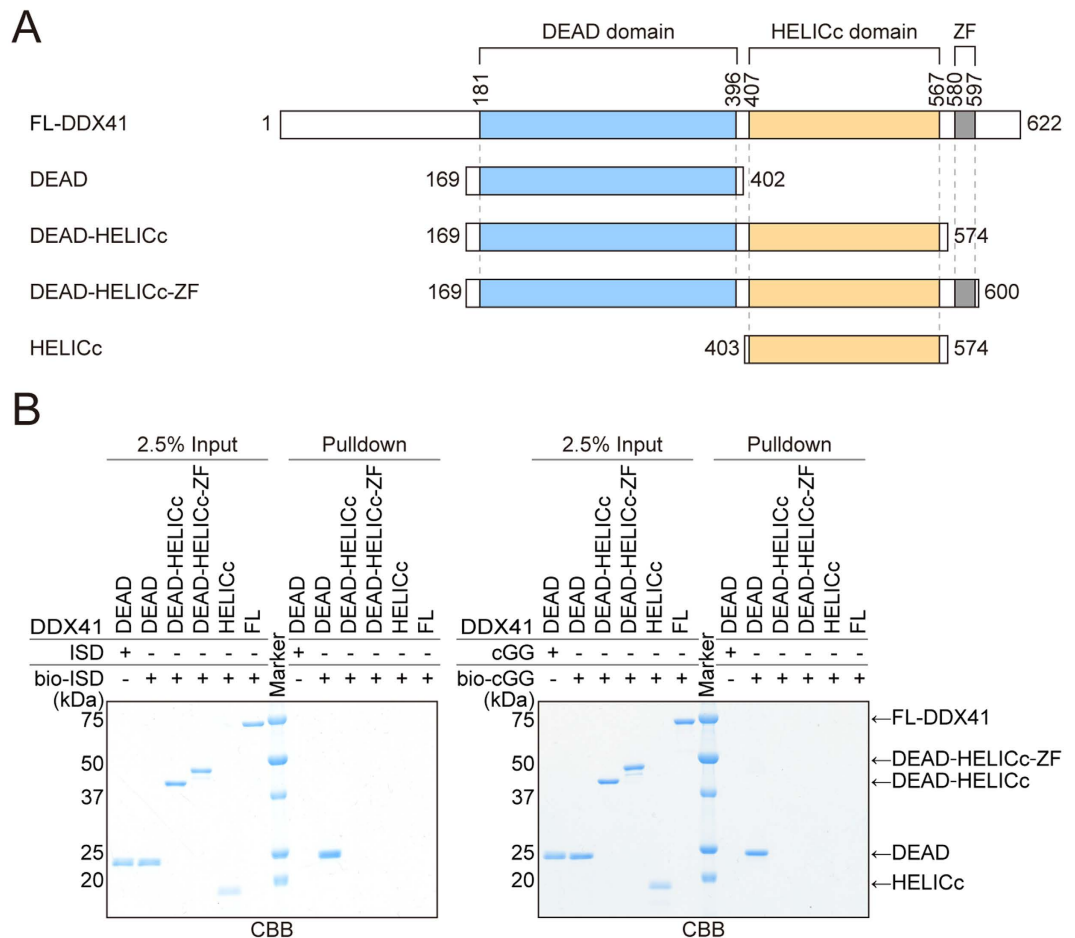 A
DEAD domain HELICc domain ZF
181 396 407 567 580 597
FL-DDX41 1 622
DEAD 169 402
DEAD-HELICc 169 574
DEAD-HELICc-ZF 169 600
HELICc 403 574
B
2.5% Input Pulldown 2.5% Input Pulldown
DDX41 DEAD DEAD DEAD-HELICc DEAD-HELICc-ZF HELICc FL Marker DEAD DEAD DEAD-HELICc DEAD-HELICc-ZF HELICc FL DDX41 DEAD DEAD DEAD-HELICc DEAD-HELICc-ZF HELICc FL Marker DEAD DEAD DEAD-HELICc DEAD-HELICc-ZF HELICc FL
ISD + - - - - - + - - - - - cGG + - - - - - + - - - - -
bio-ISD - + + + + + - + + + + + bio-cGG - + + + + + - + + + + +
(kDa) (kDa)
75 75 ←FL-DDX41
50 50 ←DEAD-HELICc-ZF
←DEAD-HELICc
37 37
25 25 ←DEAD
20 20 ←HELICc
CBB CBB